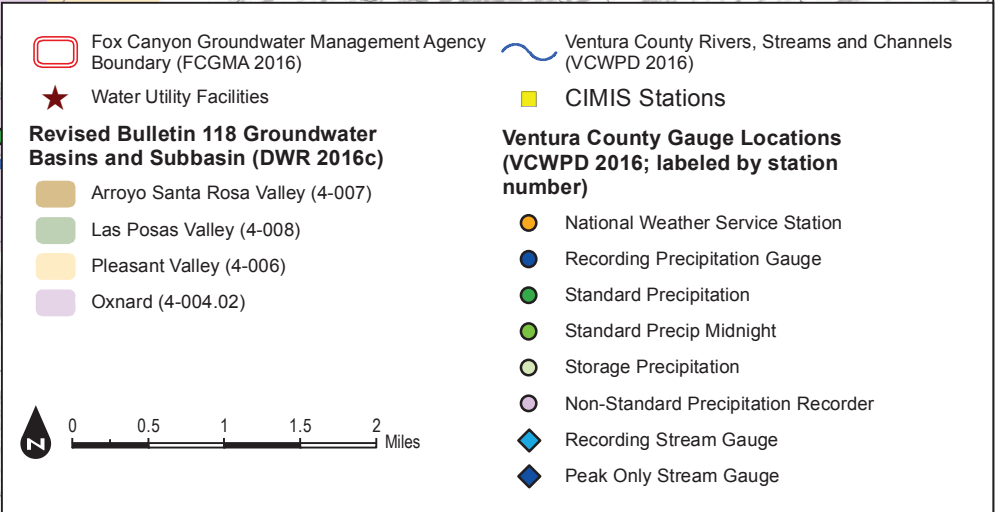 Fox Canyon Groundwater Management Agency
Boundary (FCGMA 2016)
Water Utility Facilities
Revised Bulletin 118 Groundwater
Basins and Subbasin (DWR 2016c)
Arroyo Santa Rosa Valley (4-007)
Las Posas Valley (4-008)
Pleasant Valley (4-006)
Oxnard (4-004.02)
Ventura County Rivers, Streams and Channels
(VCWPD 2016)
CIMIS Stations
Ventura County Gauge Locations
(VCWPD 2016; labeled by station
number)
National Weather Service Station
Recording Precipitation Gauge
Standard Precipitation
Standard Precip Midnight
Storage Precipitation
Non-Standard Precipitation Recorder
Recording Stream Gauge
Peak Only Stream Gauge
N
0 0.5 1 1.5 2
Miles